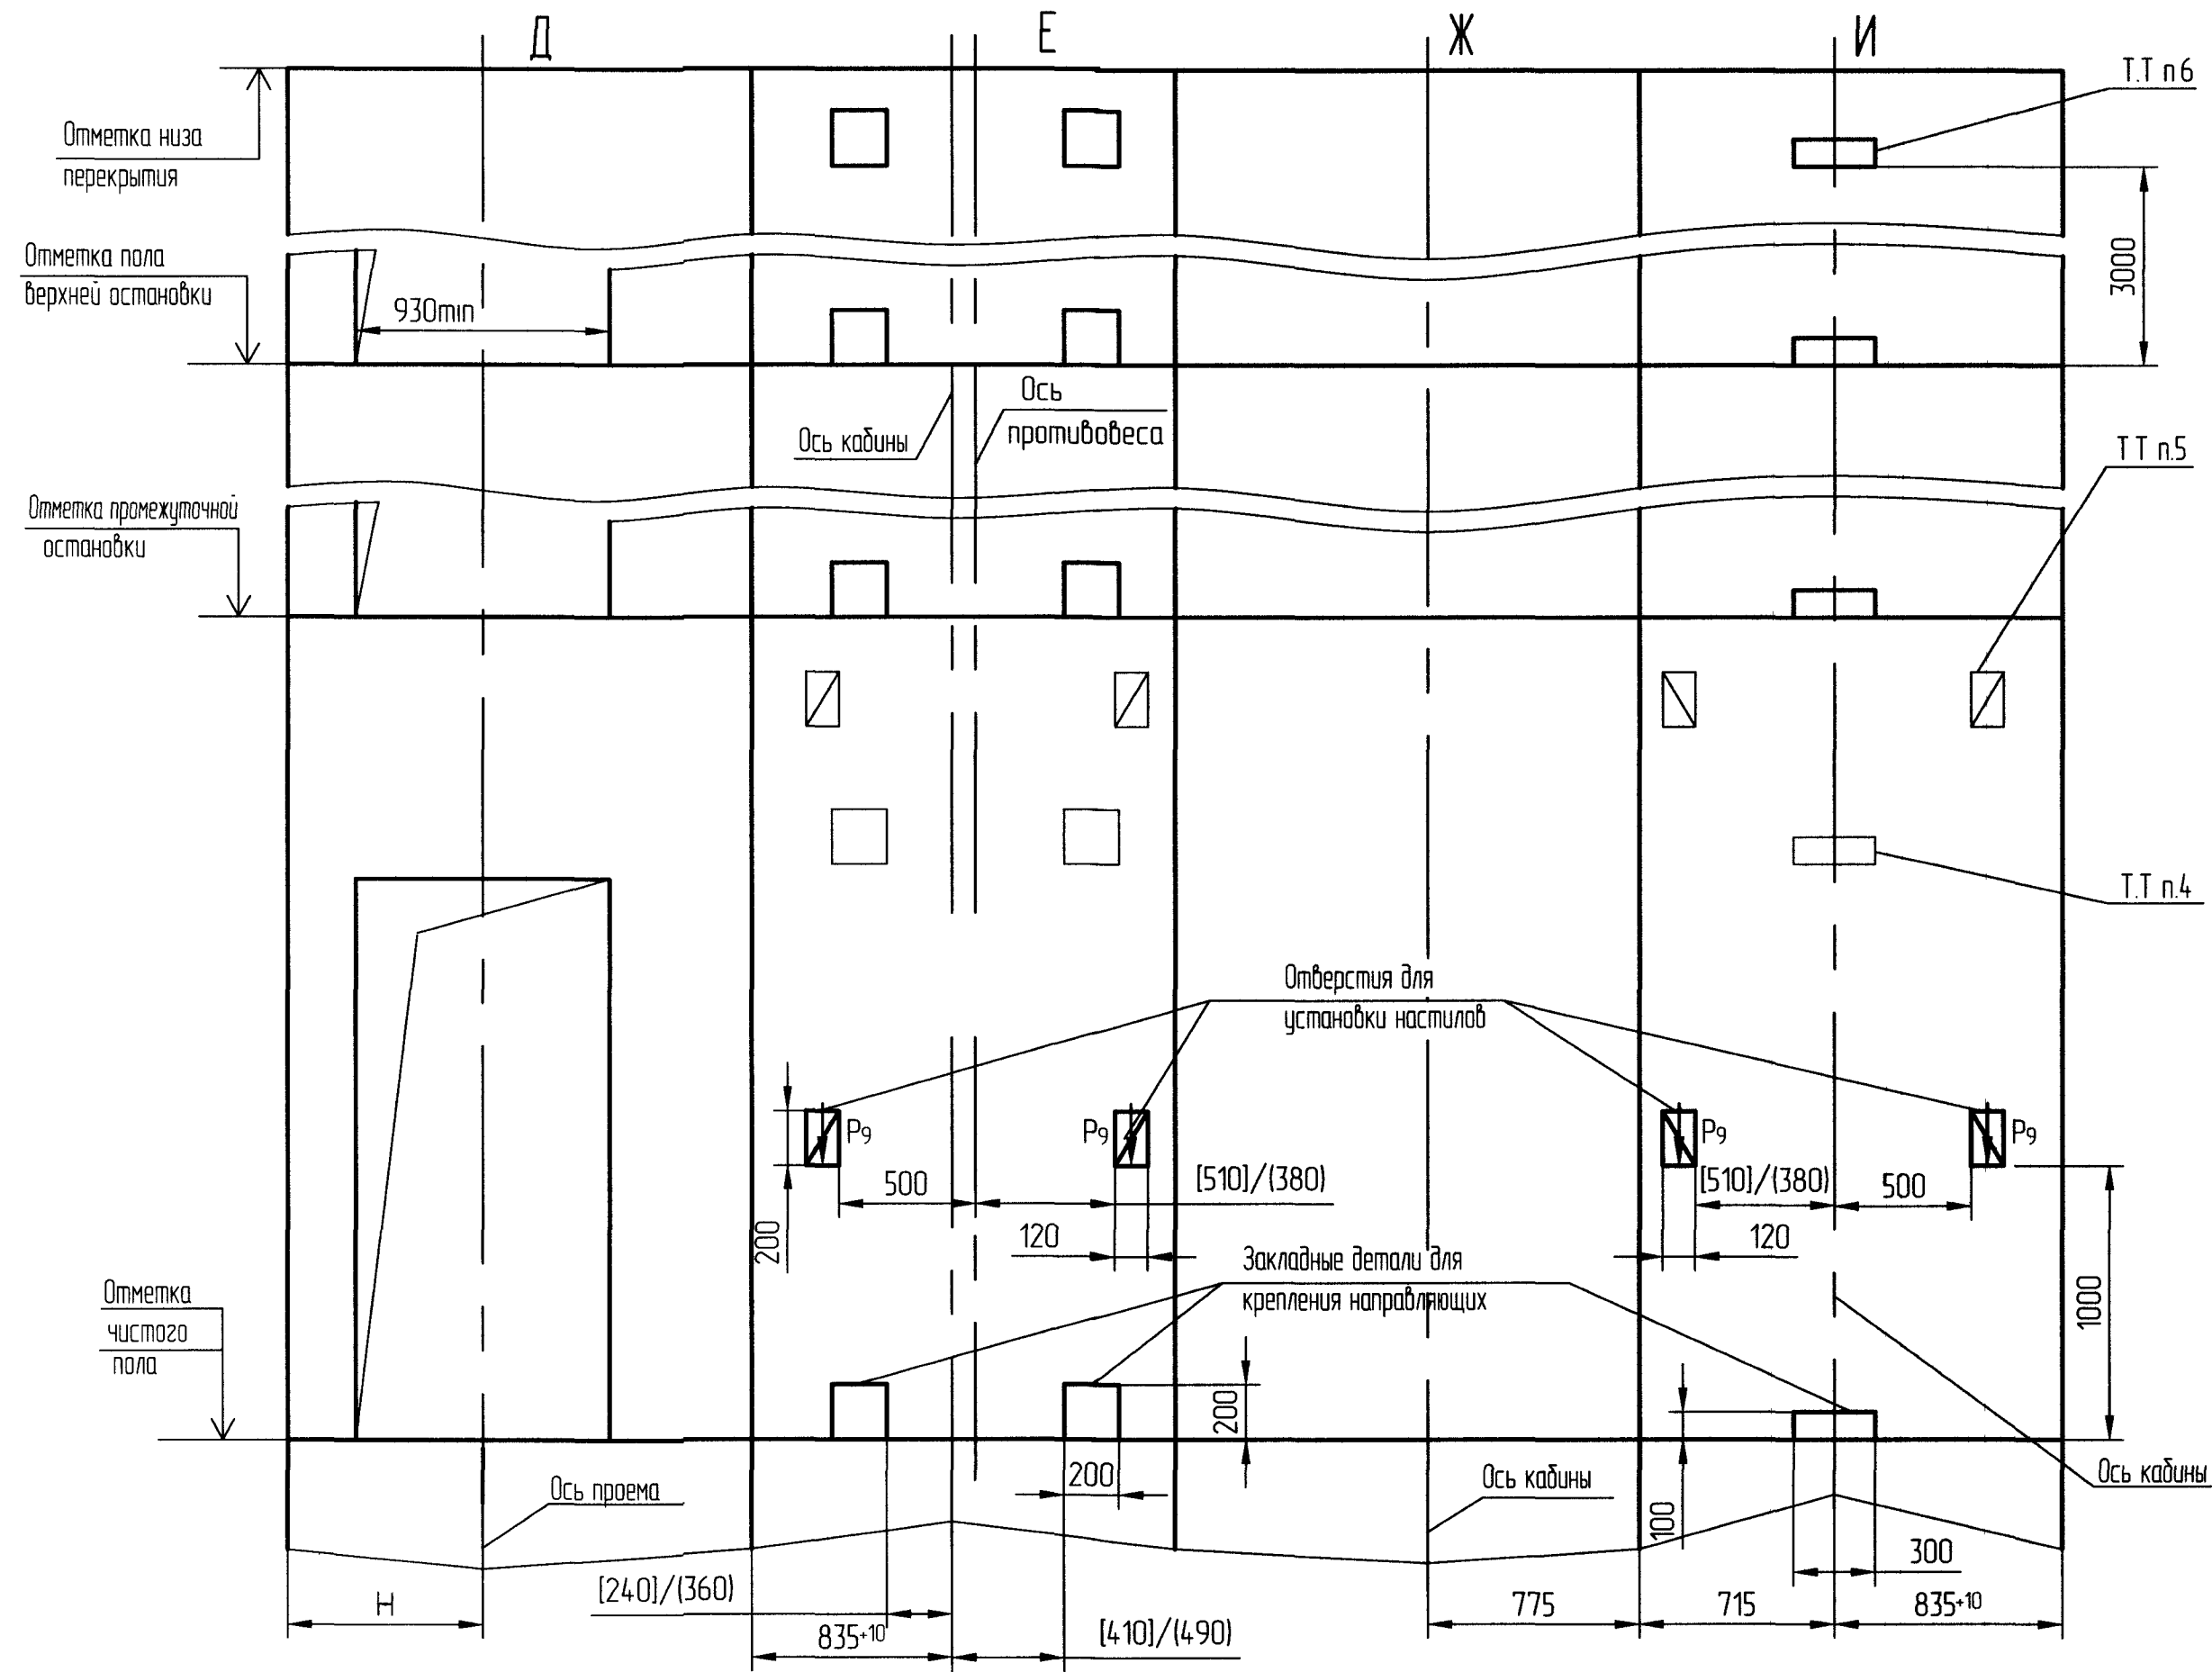 Д
Е
Ж
И
Т.Т п6
Отметка низа
перекрытия
Отметка пола
верхней остановки
930min
3000
Ось
противовеса
Ось кабины
Т Т п.5
Отметка промежуточной
остановки
Т.Т п.4
Отверстия для
установки настилов
P9
P9
P9
P9
500
[510]/(380)
[510]/(380)
500
200
120
120
Закладные детали для
крепления направляющих
1000
Отметка
чистого
пола
200
200
100
300
Ось проема
Ось кабины
Ось кабины
[240]/(360)
Н
835+10
[410]/(490)
775
715
835+10